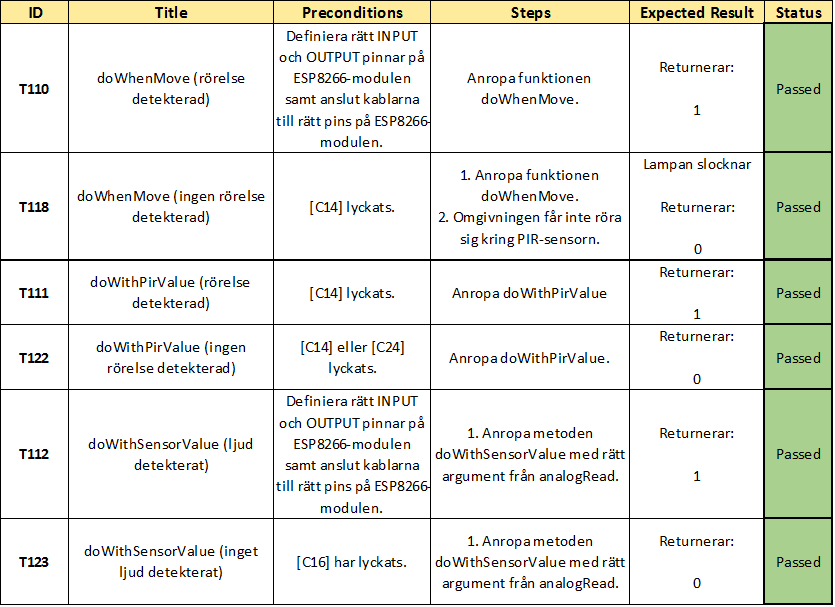 ID Title Preconditions Steps Expected Result Status
T110
doWhenMove (rörelse
detekterad)
Definiera rätt INPUT
och OUTPUT pinnar på
ESP8266-modulen
samt anslut kablarna
till rätt pins på ESP8266-
modulen.
Anropa funktionen
doWhenMove.
Returnerar:
1
Passed
T118
doWhenMove (ingen rörelse
detekterad)
[C14] lyckats.
1. Anropa funktionen
doWhenMove.
2. Omgivningen får inte röra
sig kring PIR-sensorn.
Lampan slocknar
Returnerar:
0
Passed
T111
doWithPirValue (rörelse
detekterad)
[C14] lyckats.
Anropa doWithPirValue
Returnerar:
1
Passed
T122
doWithPirValue (ingen
rörelse detekterad)
[C14] eller [C24]
lyckats.
Anropa doWithPirValue.
Returnerar:
0
Passed
T112
doWithSensorValue (ljud
detekterat)
Definiera rätt INPUT
och OUTPUT pinnar på
ESP8266-modulen
samt anslut kablarna
till rätt pins på ESP8266-
modulen.
1. Anropa metoden
doWithSensorValue med rätt
argument från analogRead.
Returnerar:
1
Passed
T123
doWithSensorValue (inget
ljud detekterat)
[C16] har lyckats.
1. Anropa metoden
doWithSensorValue med rätt
argument från analogRead.
Returnerar:
0
Passed